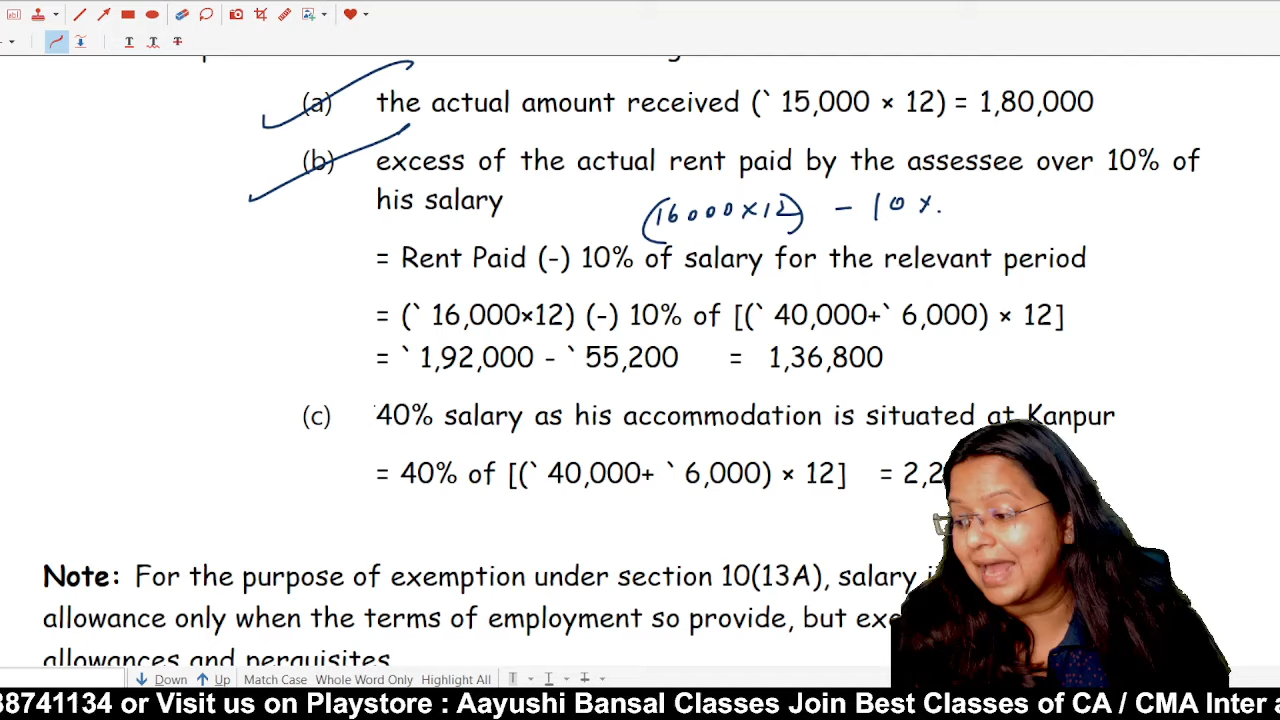 (a) the actual amount received (` 15,000 × 12) = 1,80,000
(b) excess of the actual rent paid by the assessee over 10% of
his salary
(16000×12) - 10 %.
= Rent Paid (-) 10% of salary for the relevant period
= (` 16,000×12) (-) 10% of [(` 40,000+` 6,000) × 12]
= ` 1,92,000 - ` 55,200 = 1,36,800
(c) 40% salary as his accommodation is situated at Kanpur
= 40% of [(` 40,000+ ` 6,000) × 12] = 2,2
Note: For the purpose of exemption under section 10(13A), salary
allowance only when the terms of employment so provide, but
allowances and perquisites
Down Up Match Case Whole Word Only Highlight All
38741134 or Visit us on Playstore : Aayushi Bansal Classes Join Best Classes of CA / CMA Inter a